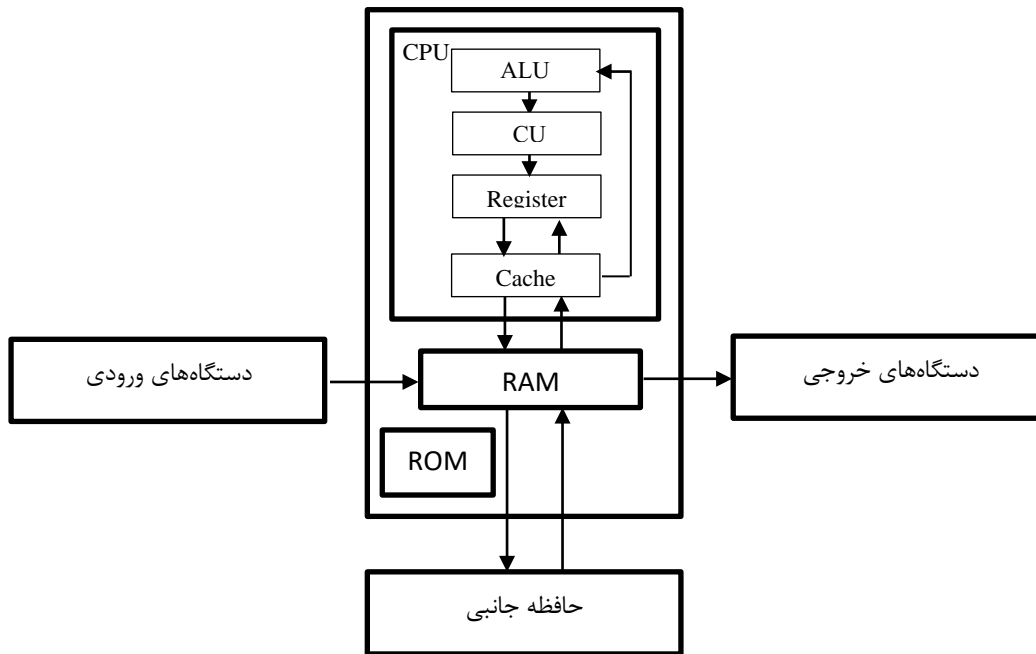 CPU
ALU
CU
Register
Cache
دستگاه‌های ورودی
RAM
دستگاه‌های خروجی
ROM
حافظه جانبی